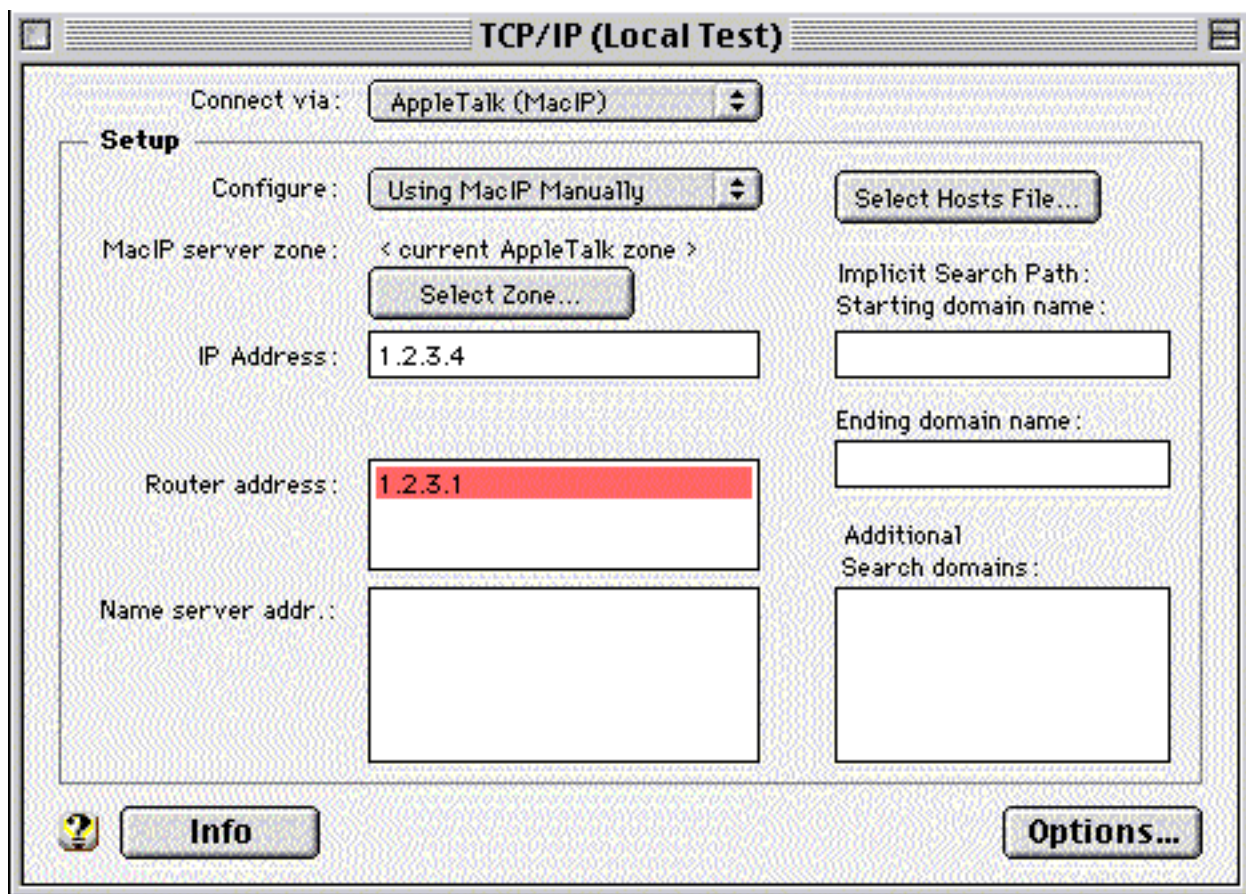 TCP/IP (Local Test)
Connect via: AppleTalk (MacIP)
Setup
Configure: Using MacIP Manually
Select Hosts File...
MacIP server zone: < current AppleTalk zone >
Select Zone...
Implicit Search Path:
Starting domain name:
IP Address: 1.2.3.4
Ending domain name:
Router address: 1.2.3.1
Additional
Search domains:
Name server addr.:
?
Info
Options...